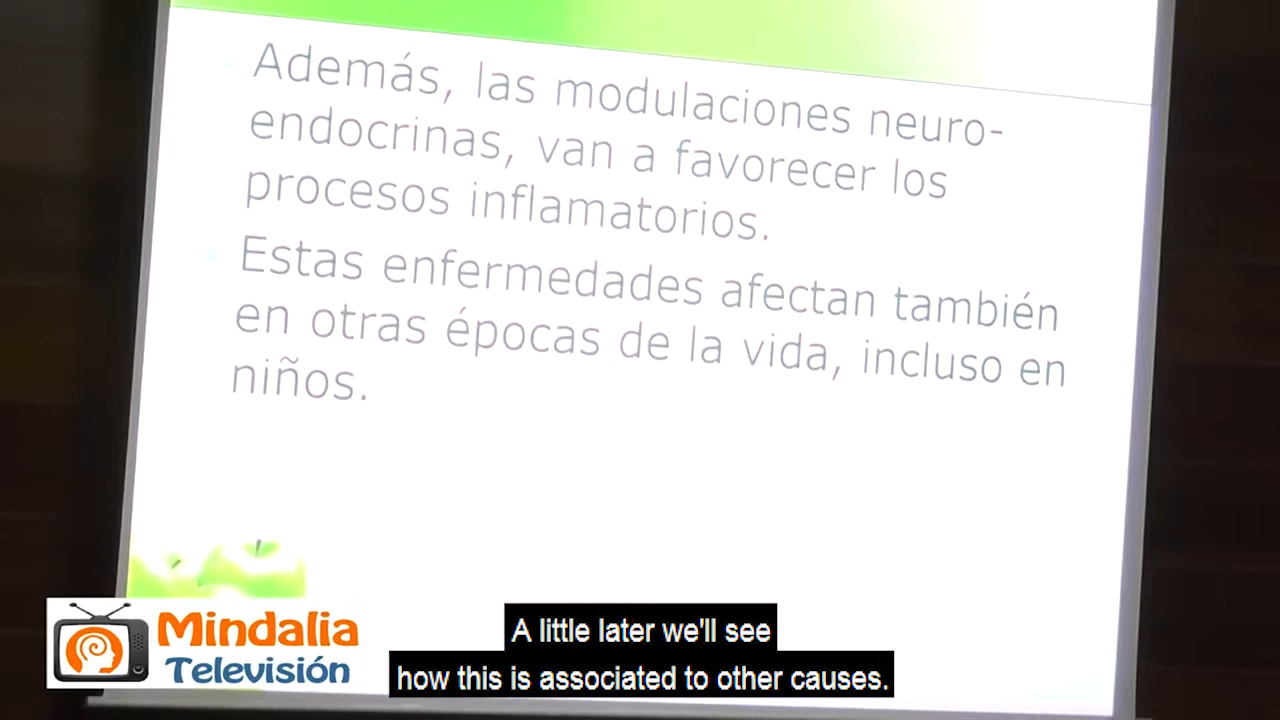 Además, las modulaciones neuro-
endocrinas, van a favorecer los
procesos inflamatorios.
Estas enfermedades afectan también
en otras épocas de la vida, incluso en
niños.
Mindalia
Televisión
A little later we'll see
how this is associated to other causes.